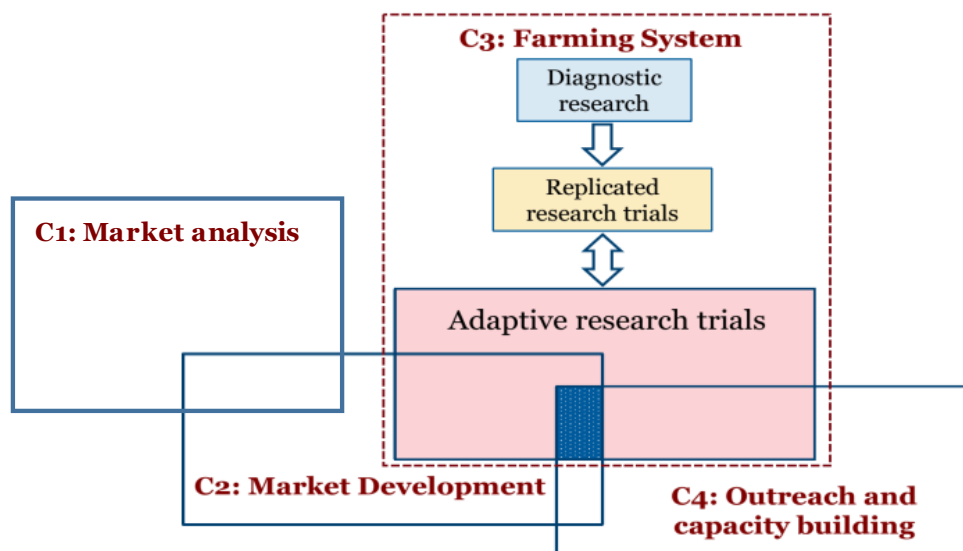 C3: Farming System
Diagnostic
research
Replicated
research trials
C1: Market analysis
Adaptive research trials
C2: Market Development
C4: Outreach and
capacity building